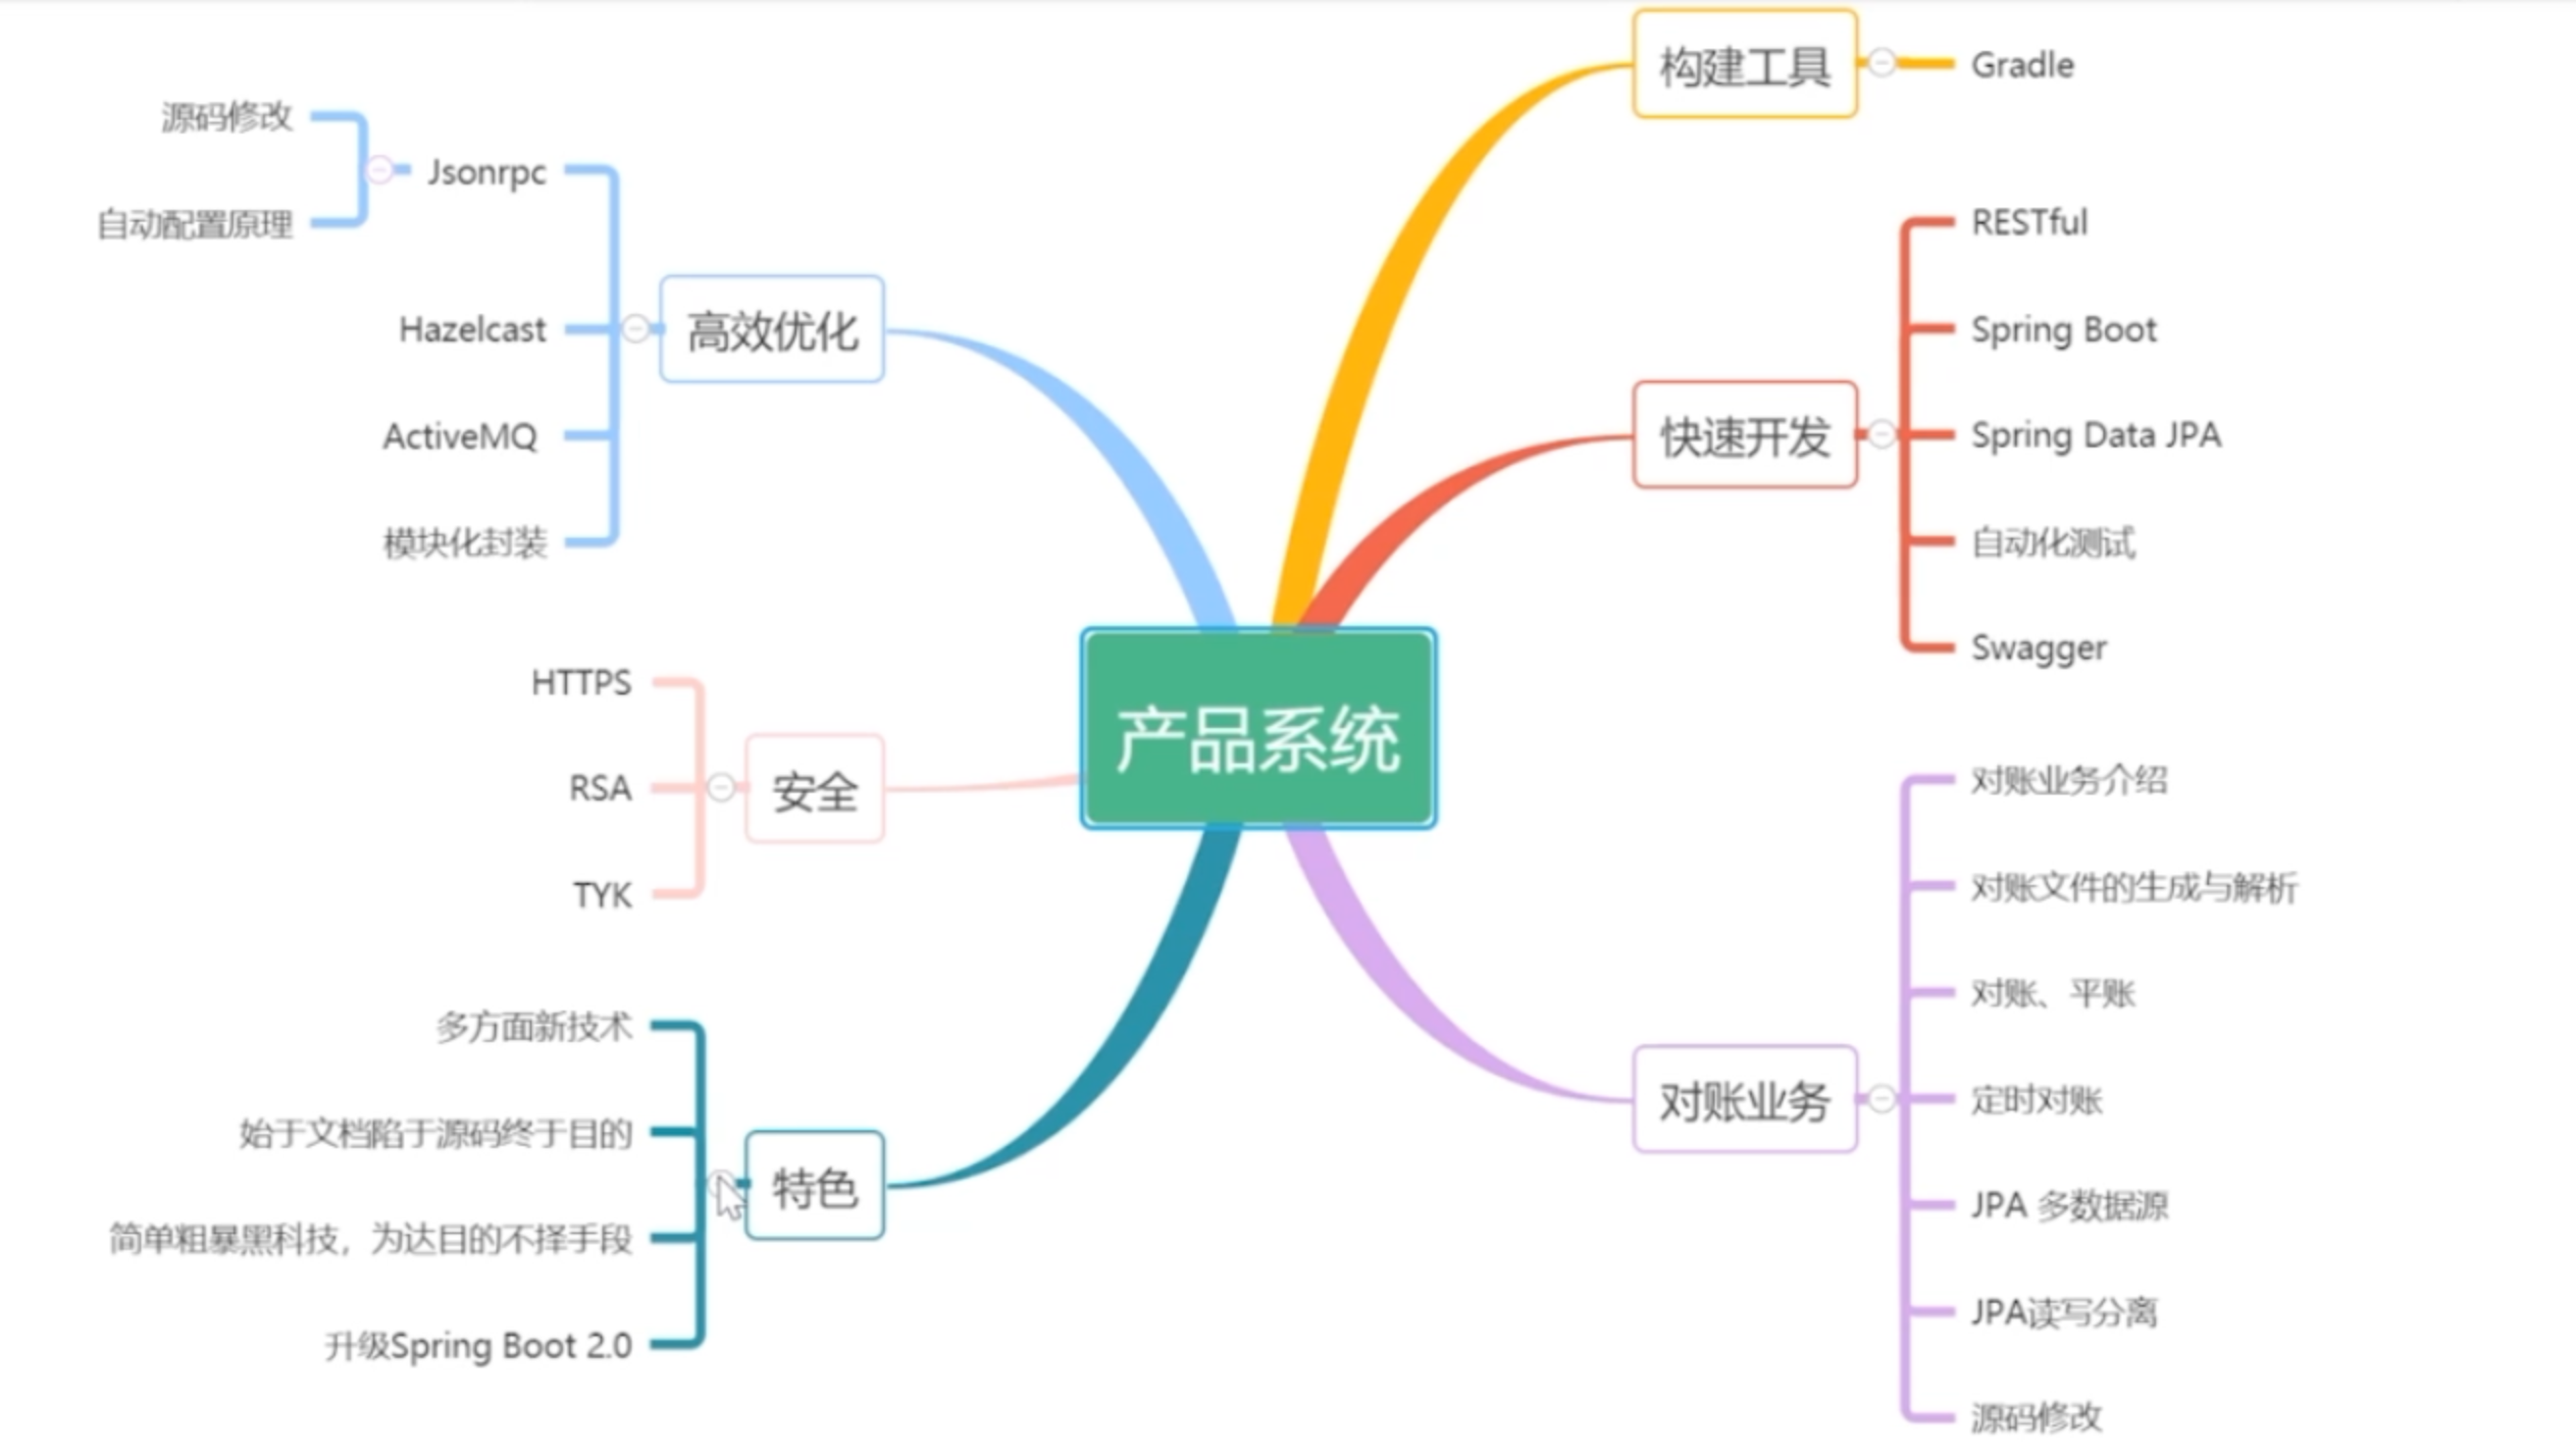 产品系统
构建工具
Gradle
快速开发
RESTful
Spring Boot
Spring Data JPA
自动化测试
Swagger
对账业务
对账业务介绍
对账文件的生成与解析
对账、平账
定时对账
JPA 多数据源
JPA读写分离
源码修改
高效优化
Jsonrpc
源码修改
自动配置原理
Hazelcast
ActiveMQ
模块化封装
安全
HTTPS
RSA
TYK
特色
多方面新技术
始于文档陷于源码终于目的
简单粗暴黑科技，为达目的不择手段
升级Spring Boot 2.0